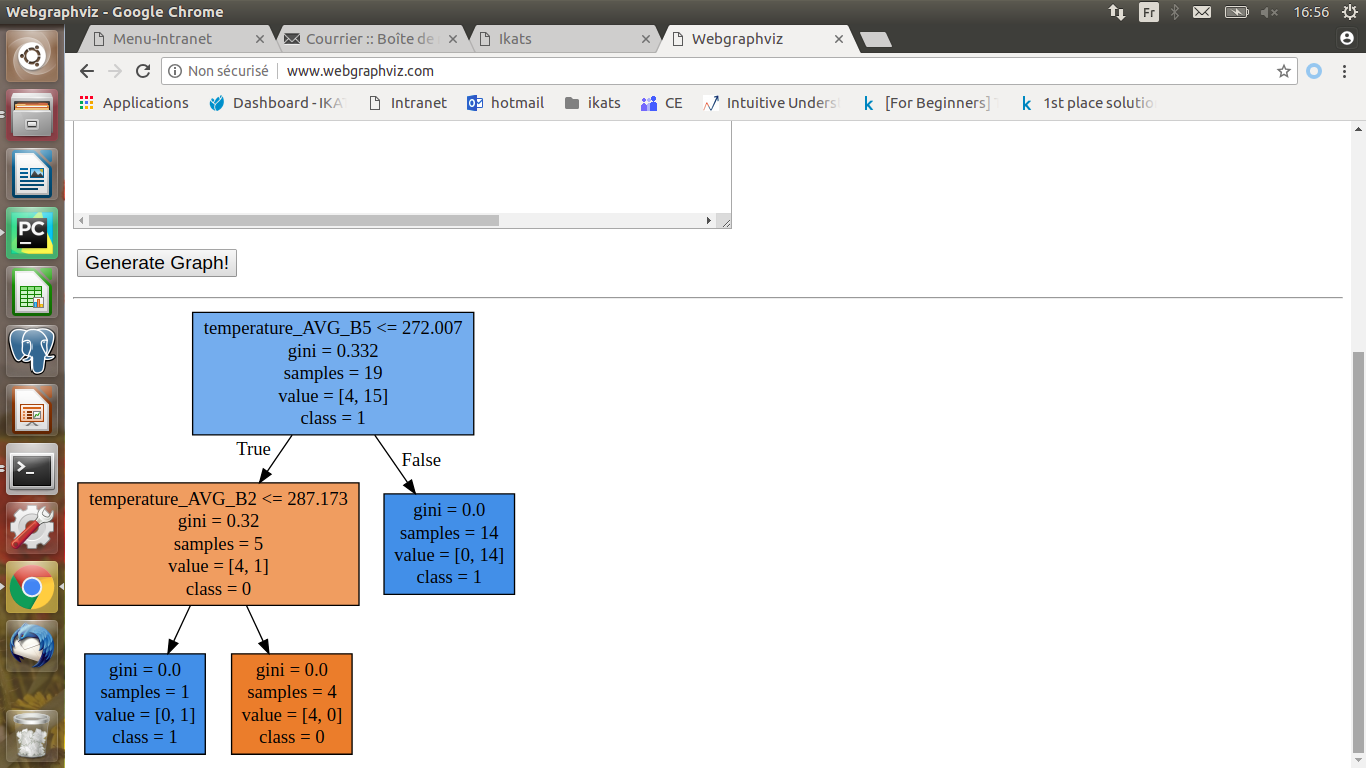 Webgraphviz - Google Chrome
Fr
16:56
Menu-Intranet
Courrier :: Boîte de
Ikats
Webgraphviz
Non sécurisé
www.webgraphviz.com
Applications
Dashboard - IKA
Intranet
hotmail
ikats
CE
Intuitive Unders
[For Beginners]
1st place solutio
PC
Generate Graph!
temperature_AVG_B5 <= 272.007
gini = 0.332
samples = 19
value = [4, 15]
class = 1
True
False
temperature_AVG_B2 <= 287.173
gini = 0.32
samples = 5
value = [4, 1]
class = 0
gini = 0.0
samples = 14
value = [0, 14]
class = 1
gini = 0.0
samples = 1
value = [0, 1]
class = 1
gini = 0.0
samples = 4
value = [4, 0]
class = 0